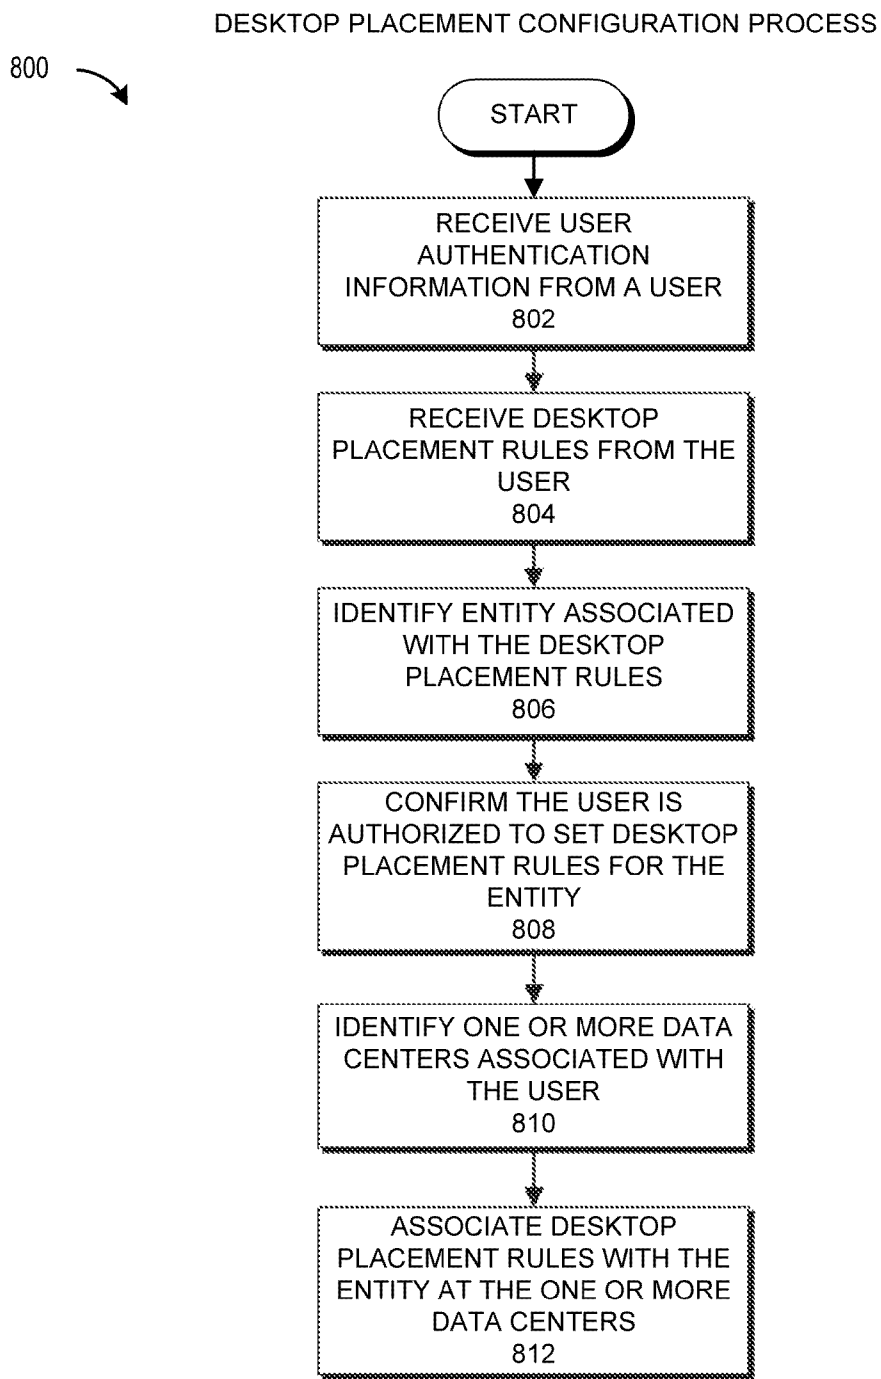 DESKTOP PLACEMENT CONFIGURATION PROCESS
800
START
RECEIVE USER
AUTHENTICATION
INFORMATION FROM A USER
802
RECEIVE DESKTOP
PLACEMENT RULES FROM THE
USER
804
IDENTIFY ENTITY ASSOCIATED
WITH THE DESKTOP
PLACEMENT RULES
806
CONFIRM THE USER IS
AUTHORIZED TO SET DESKTOP
PLACEMENT RULES FOR THE
ENTITY
808
IDENTIFY ONE OR MORE DATA
CENTERS ASSOCIATED WITH
THE USER
810
ASSOCIATE DESKTOP
PLACEMENT RULES WITH THE
ENTITY AT THE ONE OR MORE
DATA CENTERS
812